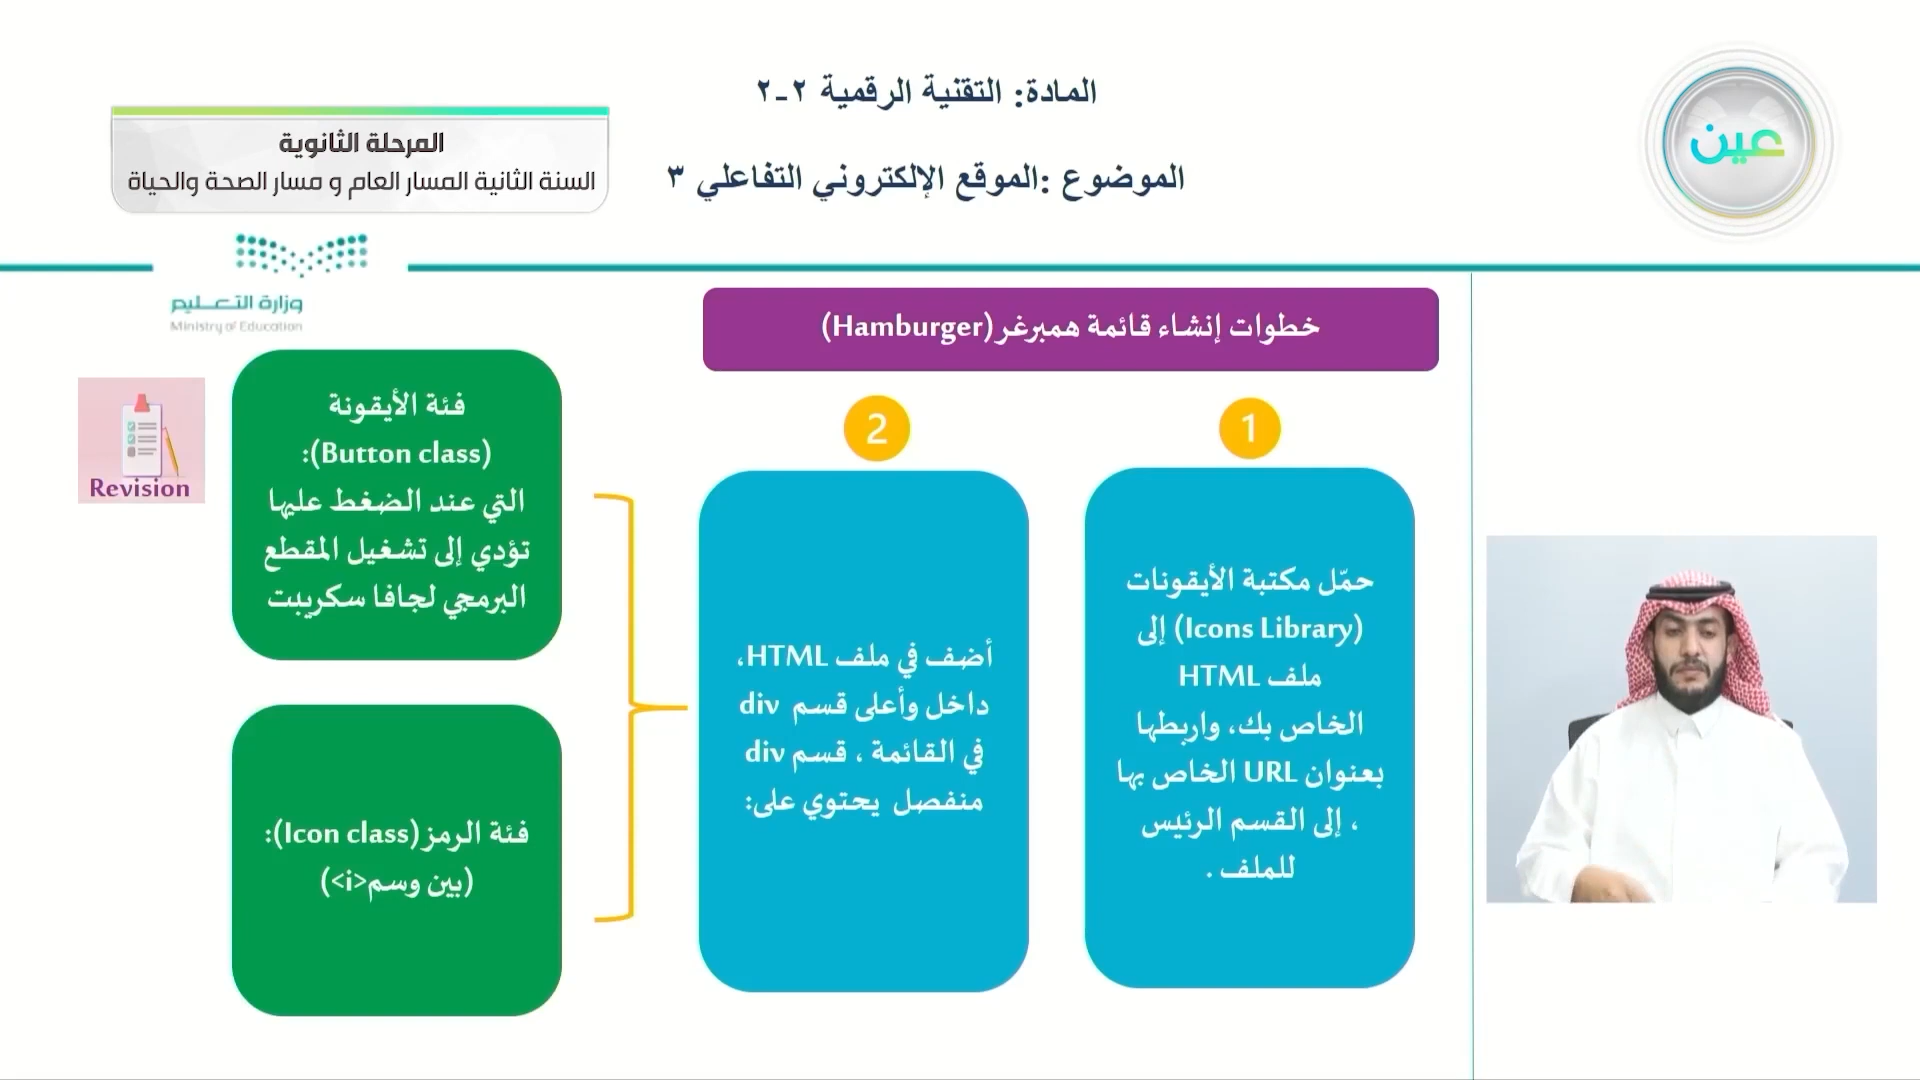 المادة: التقنية الرقمية ٢-٢
الموضوع :الموقع الإلكتروني التفاعلي ٣
عين
المرحلة الثانوية
السنة الثانية المسار العام و مسار الصحة والحياة
وزارة التعليم
Ministry of Education
خطوات إنشاء قائمة همبرغر(Hamburger)
1
حمّل مكتبة الأيقونات
(Icons Library) إلى
ملف HTML
الخاص بك، واربطها
بعنوان URL الخاص بها
، إلى القسم الرئيس
للملف .
2
أضف في ملف HTML،
داخل وأعلى قسم div
في القائمة ، قسم div
منفصل يحتوي على:
فئة الأيقونة
(Button class):
التي عند الضغط عليها
تؤدي إلى تشغيل المقطع
البرمجي لجافا سكريبت
فئة الرمز(Icon class):
(بين وسم<i>)
Revision